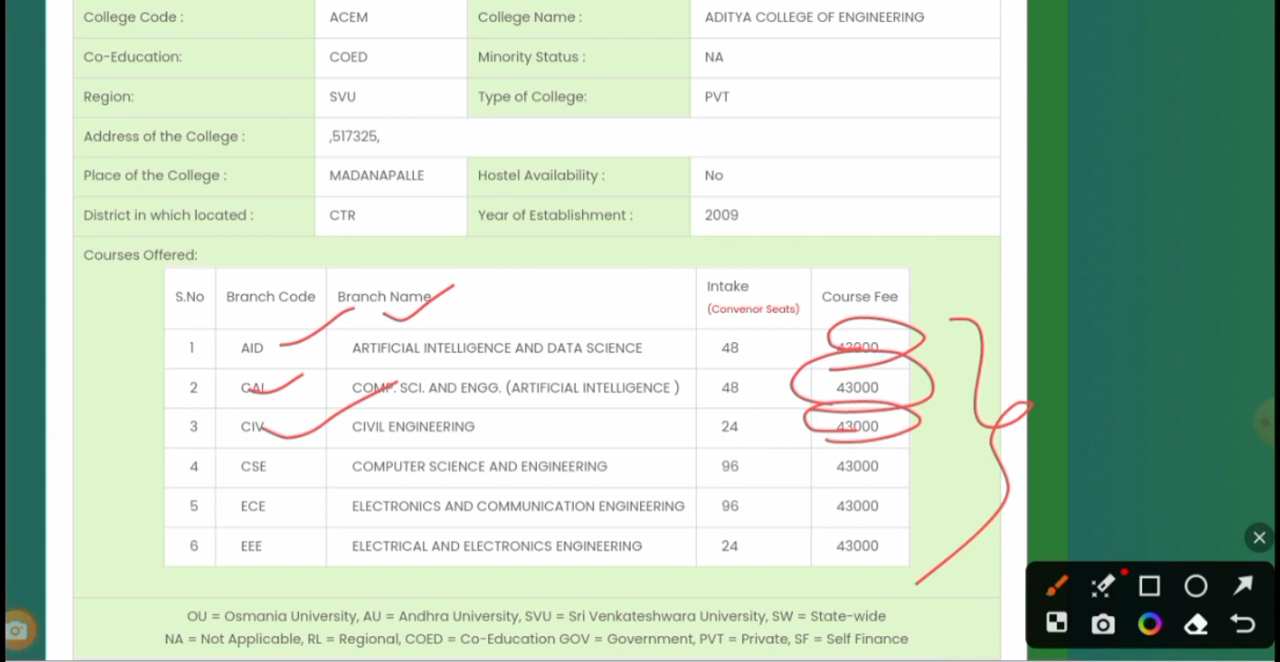 College Code : ACEM College Name : ADITYA COLLEGE OF ENGINEERING
Co-Education: COED Minority Status : NA
Region: SVU Type of College: PVT
Address of the College : ,517325,
Place of the College : MADANAPALLE Hostel Availability : No
District in which located : CTR Year of Establishment : 2009
Courses Offered:
S.No Branch Code Branch Name Intake (Convenor Seats) Course Fee
1 AID ARTIFICIAL INTELLIGENCE AND DATA SCIENCE 48 43000
2 CAI COMP. SCI. AND ENGG. (ARTIFICIAL INTELLIGENCE ) 48 43000
3 CIV CIVIL ENGINEERING 24 43000
4 CSE COMPUTER SCIENCE AND ENGINEERING 96 43000
5 ECE ELECTRONICS AND COMMUNICATION ENGINEERING 96 43000
6 EEE ELECTRICAL AND ELECTRONICS ENGINEERING 24 43000
OU = Osmania University, AU = Andhra University, SVU = Sri Venkateshwara University, SW = State-wide
NA = Not Applicable, RL = Regional, COED = Co-Education GOV = Government, PVT = Private, SF = Self Finance